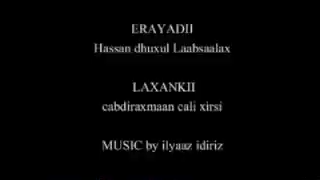 ERAYADII
Hassan dhuxul Laabsaalax
LAXANKII
cabdiraxmaan cali xirsi
MUSIC by ilyaaz idiriz